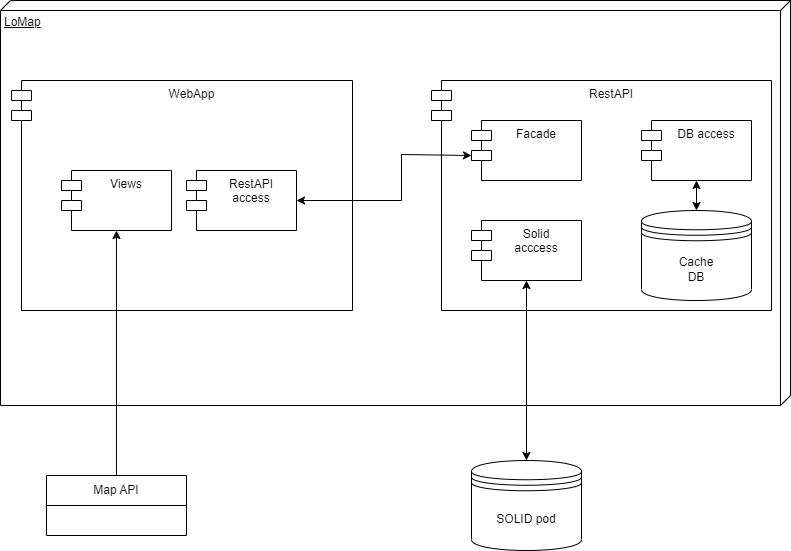 LoMap
WebApp
RestAPI
Facade
DB access
Views
RestAPI
access
Solid
acccess
Cache
DB
Map API
SOLID pod